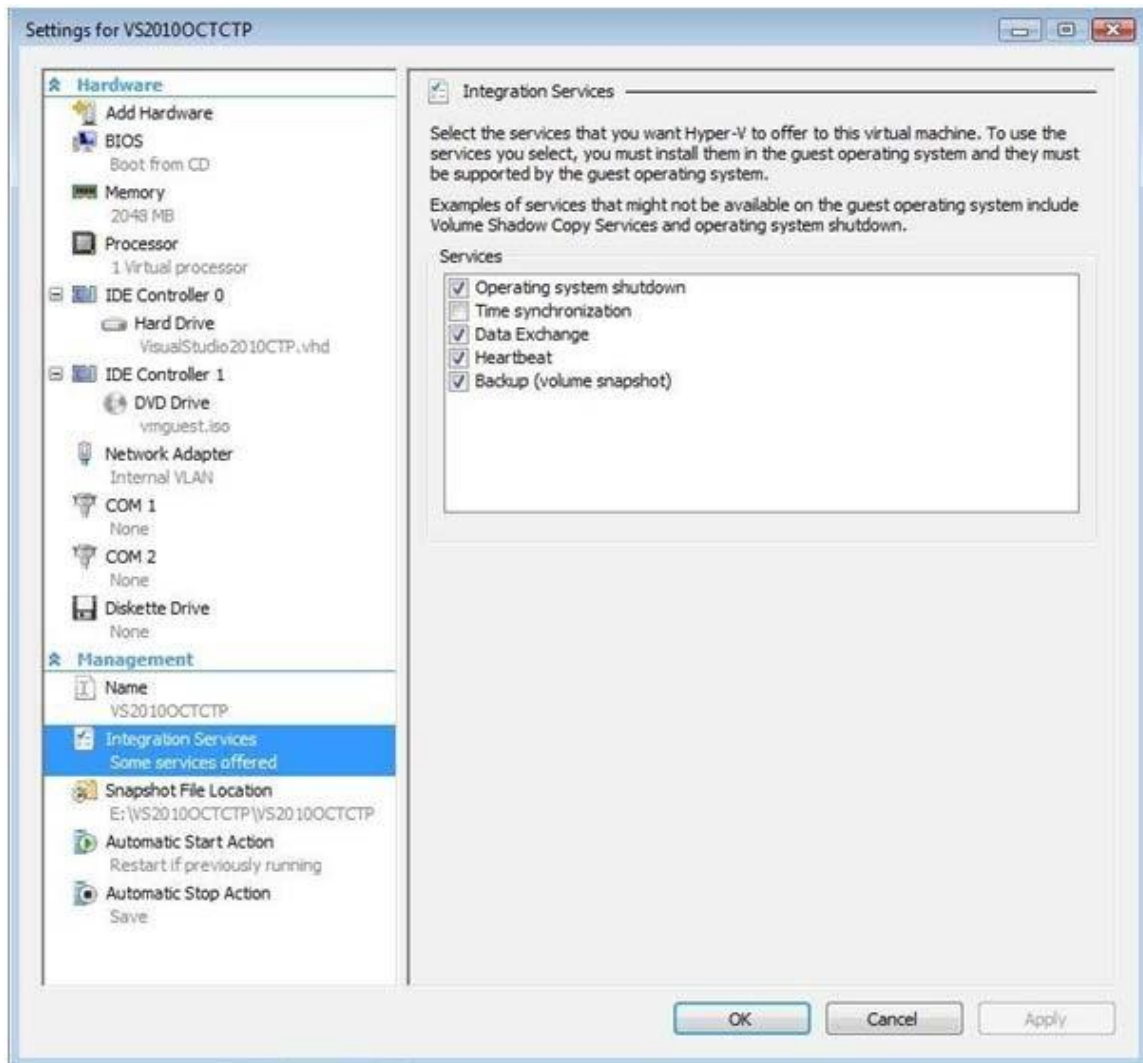 Settings for VS2010OCTCTP
Hardware
Add Hardware
BIOS
Boot from CD
Memory
2048 MB
Processor
1 Virtual processor
IDE Controller 0
Hard Drive
VisualStudio2010CTP.vhd
IDE Controller 1
DVD Drive
vmguest.iso
Network Adapter
Internal VLAN
COM 1
None
COM 2
None
Diskette Drive
None
Management
Name
VS2010OCTCTP
Integration Services
Some services offered
Snapshot File Location
E:\VS2010OCTCTP\VS2010OCTCTP
Automatic Start Action
Restart if previously running
Automatic Stop Action
Save
Integration Services
Select the services that you want Hyper-V to offer to this virtual machine. To use the
services you select, you must install them in the guest operating system and they must
be supported by the guest operating system.
Examples of services that might not be available on the guest operating system include
Volume Shadow Copy Services and operating system shutdown.
Services
Operating system shutdown
Time synchronization
Data Exchange
Heartbeat
Backup (volume snapshot)
OK
Cancel
Apply